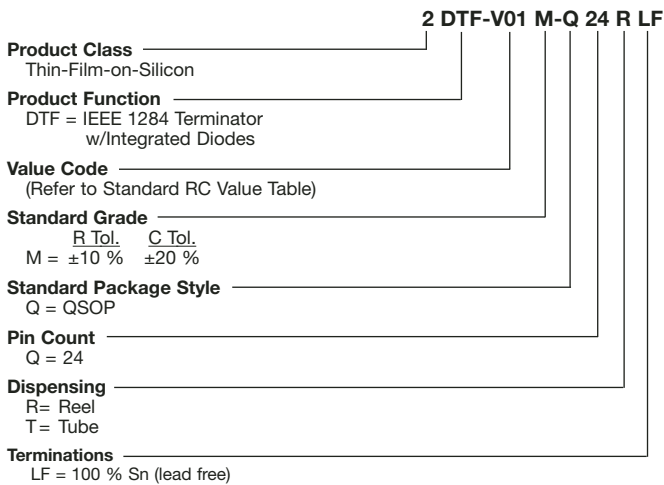 2 DTF-V01 M-Q 24 R LF
Product Class
Thin-Film-on-Silicon
Product Function
DTF = IEEE 1284 Terminator
w/Integrated Diodes
Value Code
(Refer to Standard RC Value Table)
Standard Grade
R Tol. C Tol.
M = ±10 % ±20 %
Standard Package Style
Q = QSOP
Pin Count
Q = 24
Dispensing
R= Reel
T= Tube
Terminations
LF = 100 % Sn (lead free)